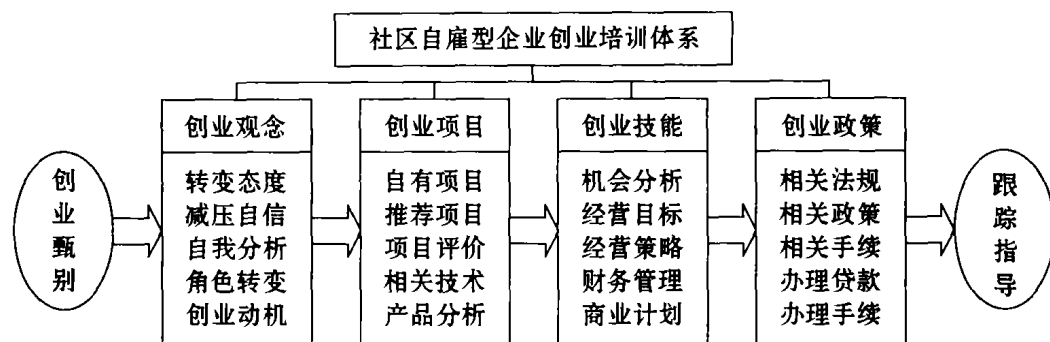 社区自雇型企业创业培训体系
创业甄别
创业观念
转变态度
减压自信
自我分析
角色转变
创业动机
创业项目
自有项目
推荐项目
项目评价
相关技术
产品分析
创业技能
机会分析
经营目标
经营策略
财务管理
商业计划
创业政策
相关法规
相关政策
相关手续
办理贷款
办理手续
跟踪指导